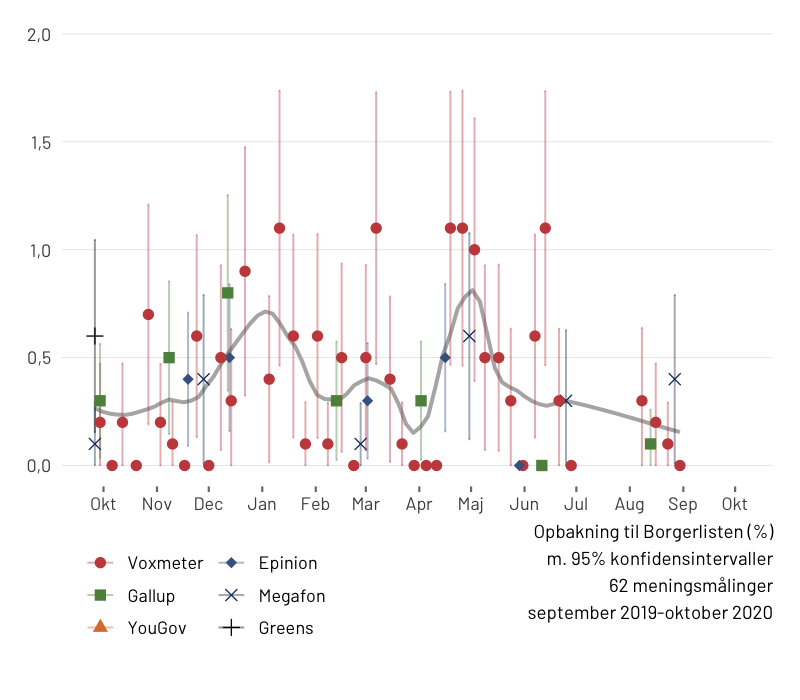 2,0
1,5
1,0
0,5
0,0
Okt Nov Dec Jan Feb Mar Apr Maj Jun Jul Aug Sep Okt
Opbakning til Borgerlisten (%)
m. 95% konfidensintervaller
62 meningsmålinger
september 2019-oktober 2020
Voxmeter Epinion
Gallup Megafon
YouGov Greens